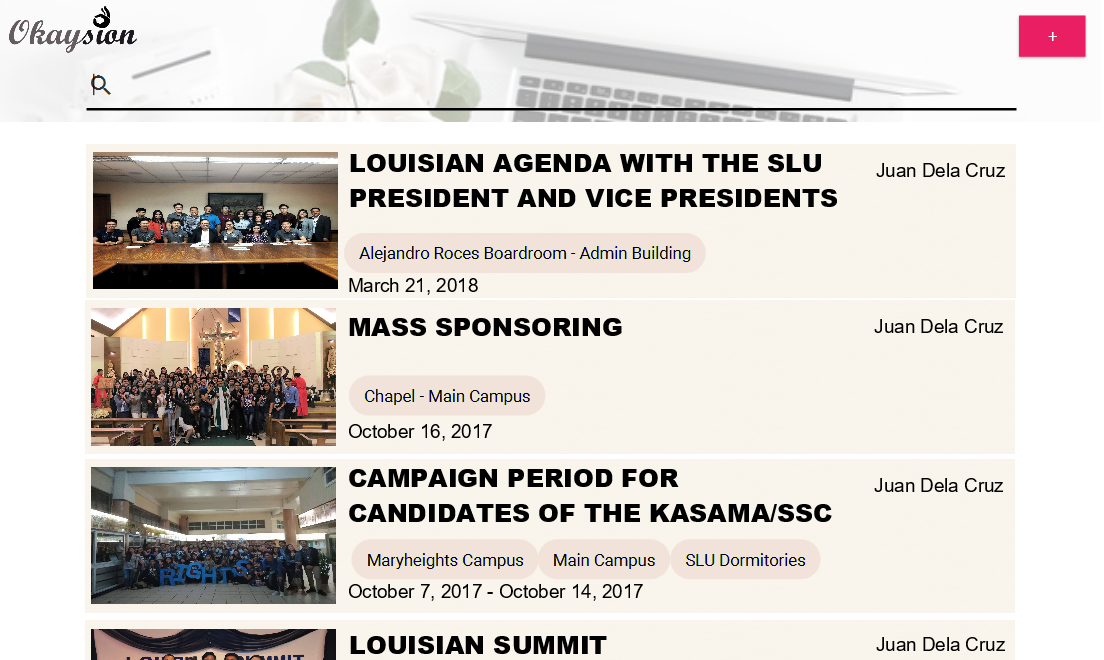 Okaysion
+
LOUISIAN AGENDA WITH THE SLU
PRESIDENT AND VICE PRESIDENTS
Juan Dela Cruz
Alejandro Roces Boardroom - Admin Building
March 21, 2018
MASS SPONSORING
Juan Dela Cruz
Chapel - Main Campus
October 16, 2017
CAMPAIGN PERIOD FOR
CANDIDATES OF THE KASAMA/SSC
Juan Dela Cruz
RIGHTS
Maryheights Campus
Main Campus
SLU Dormitories
October 7, 2017 - October 14, 2017
LOUISIAN SUMMIT
Juan Dela Cruz